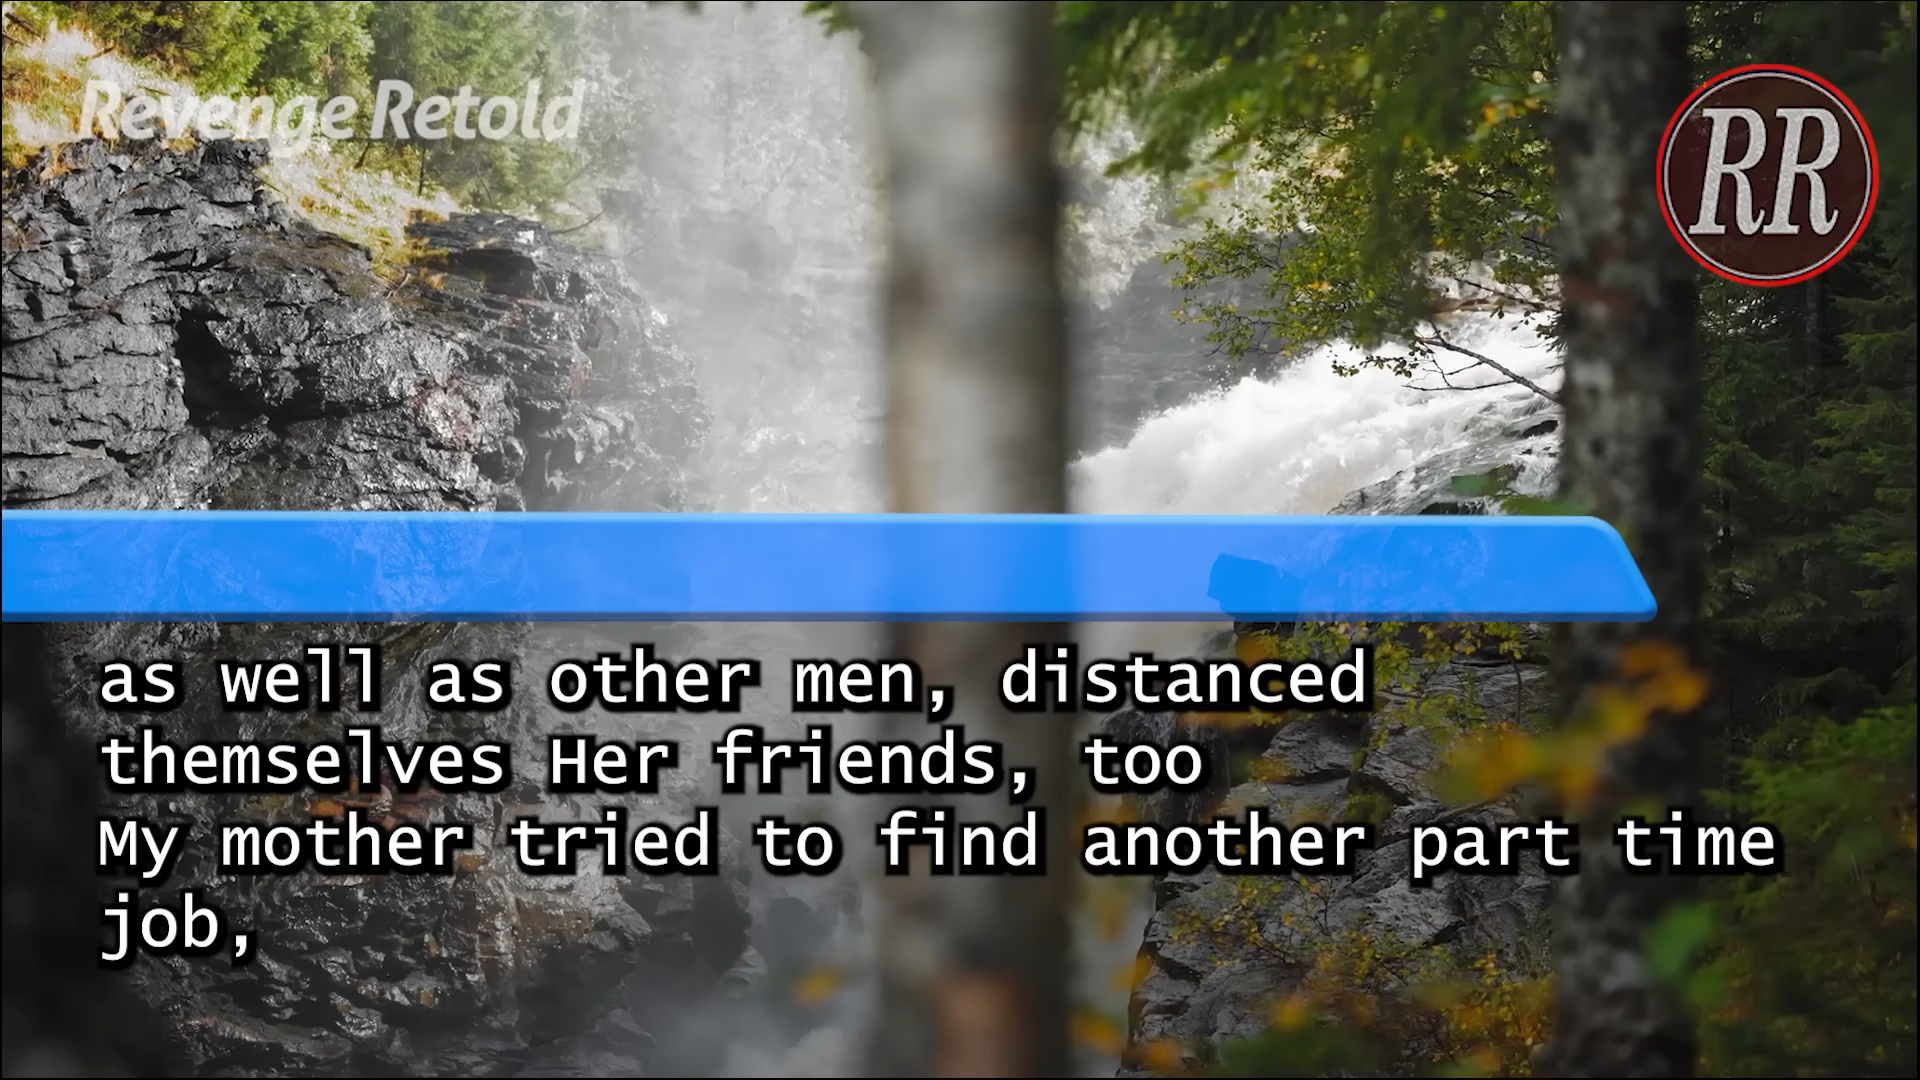 Revenge Retold
RR
as well as other men, distanced
themselves Her friends, too
My mother tried to find another part time
job,